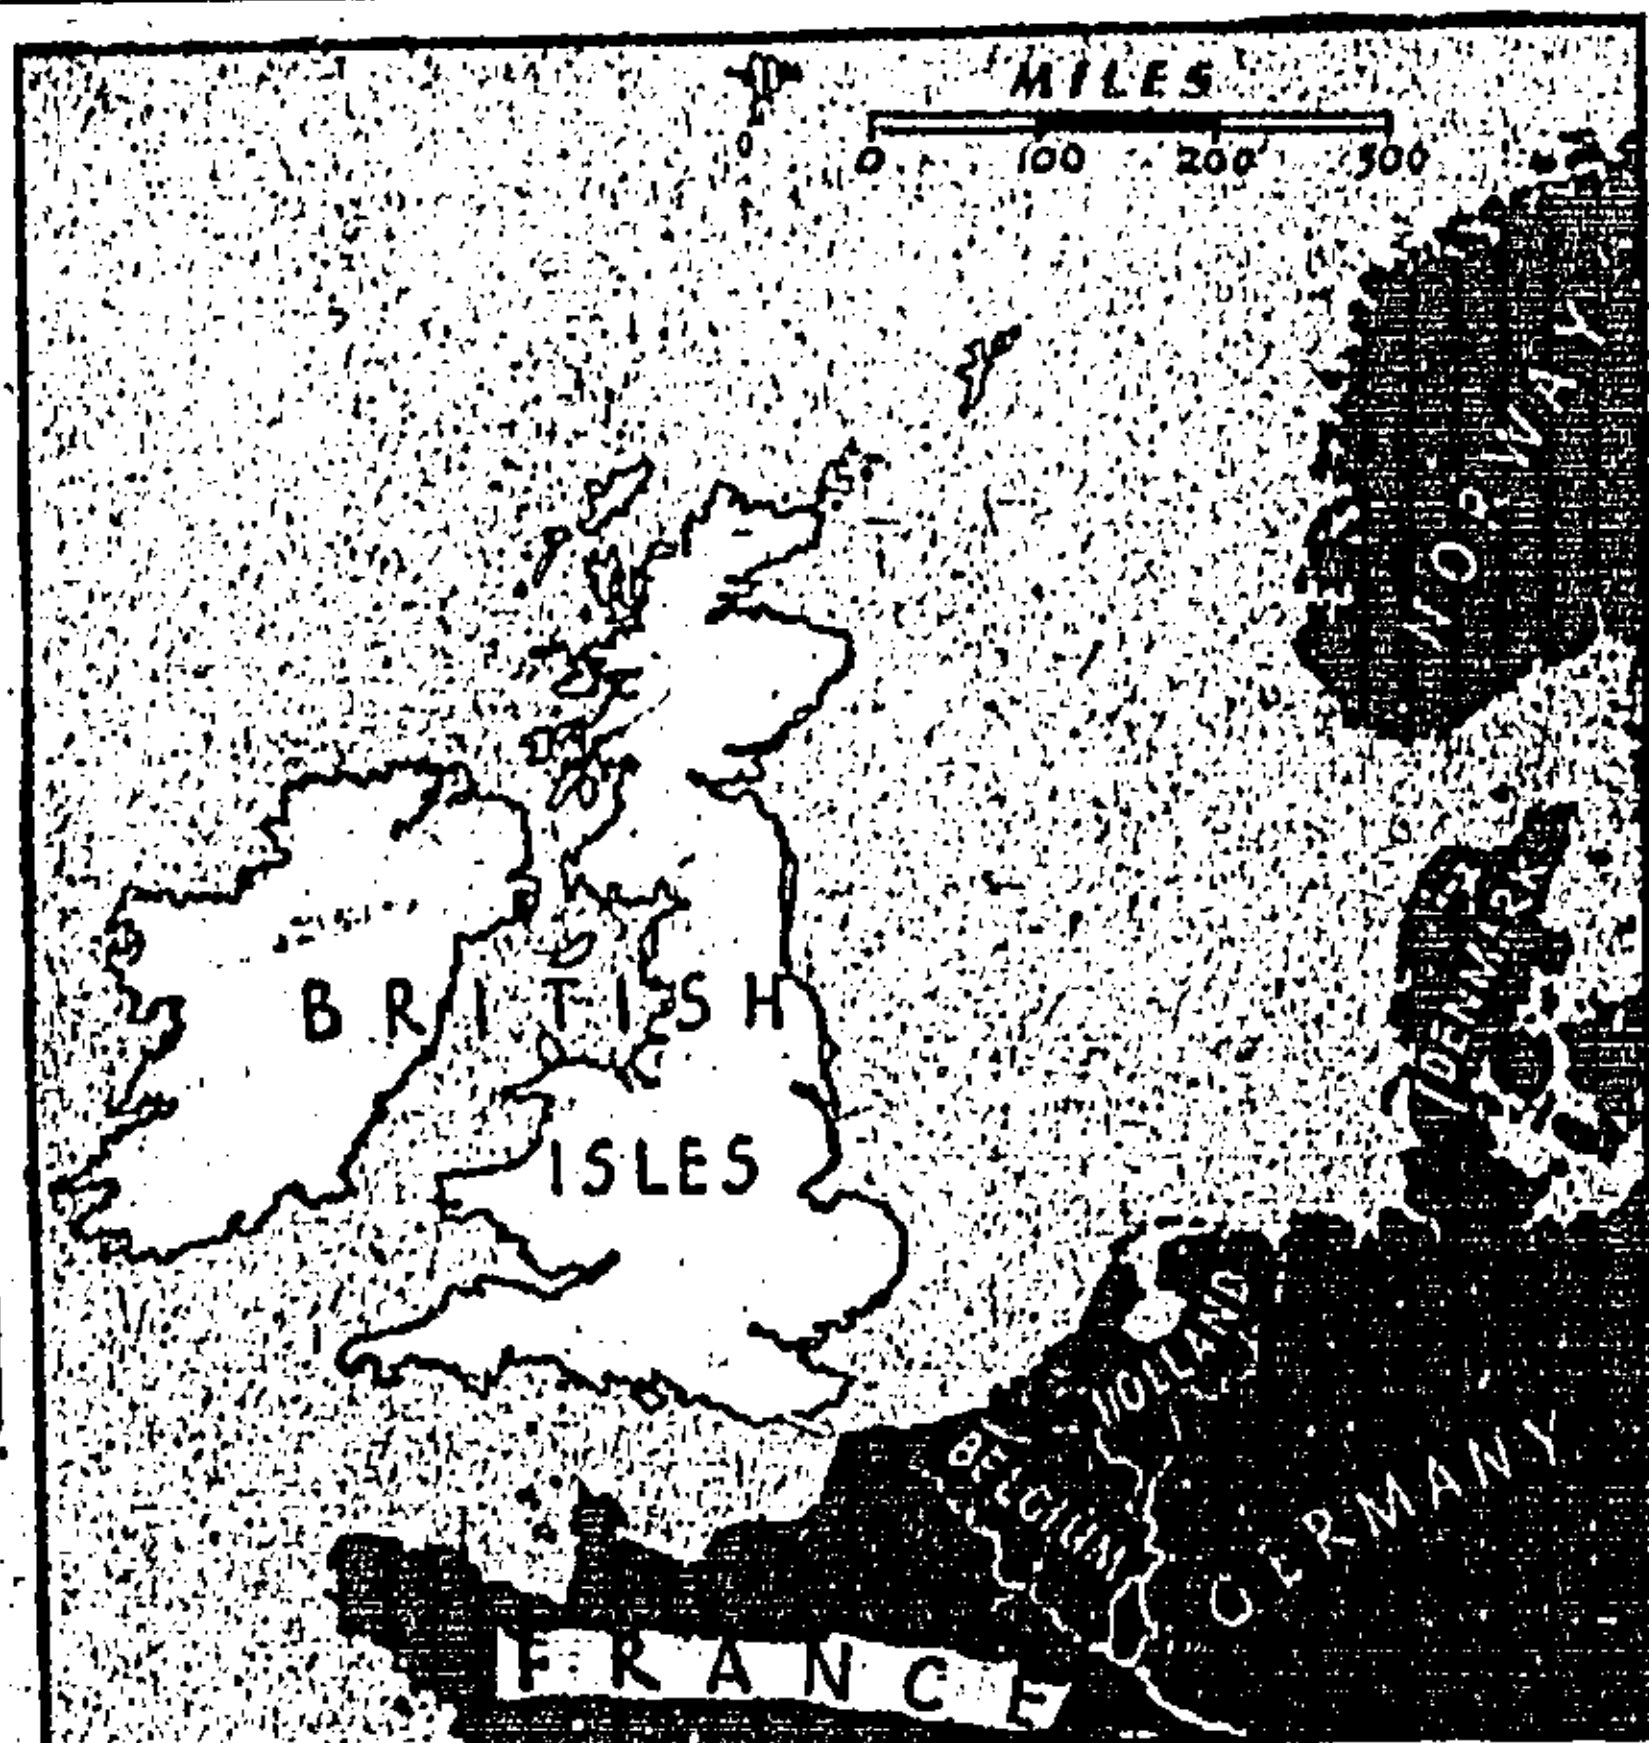 MILES
0 100 200 300
NORWAY
DENMARK
BRITISH
ISLES
HOLLAND
BELGIUM
GERMANY
FRANCE